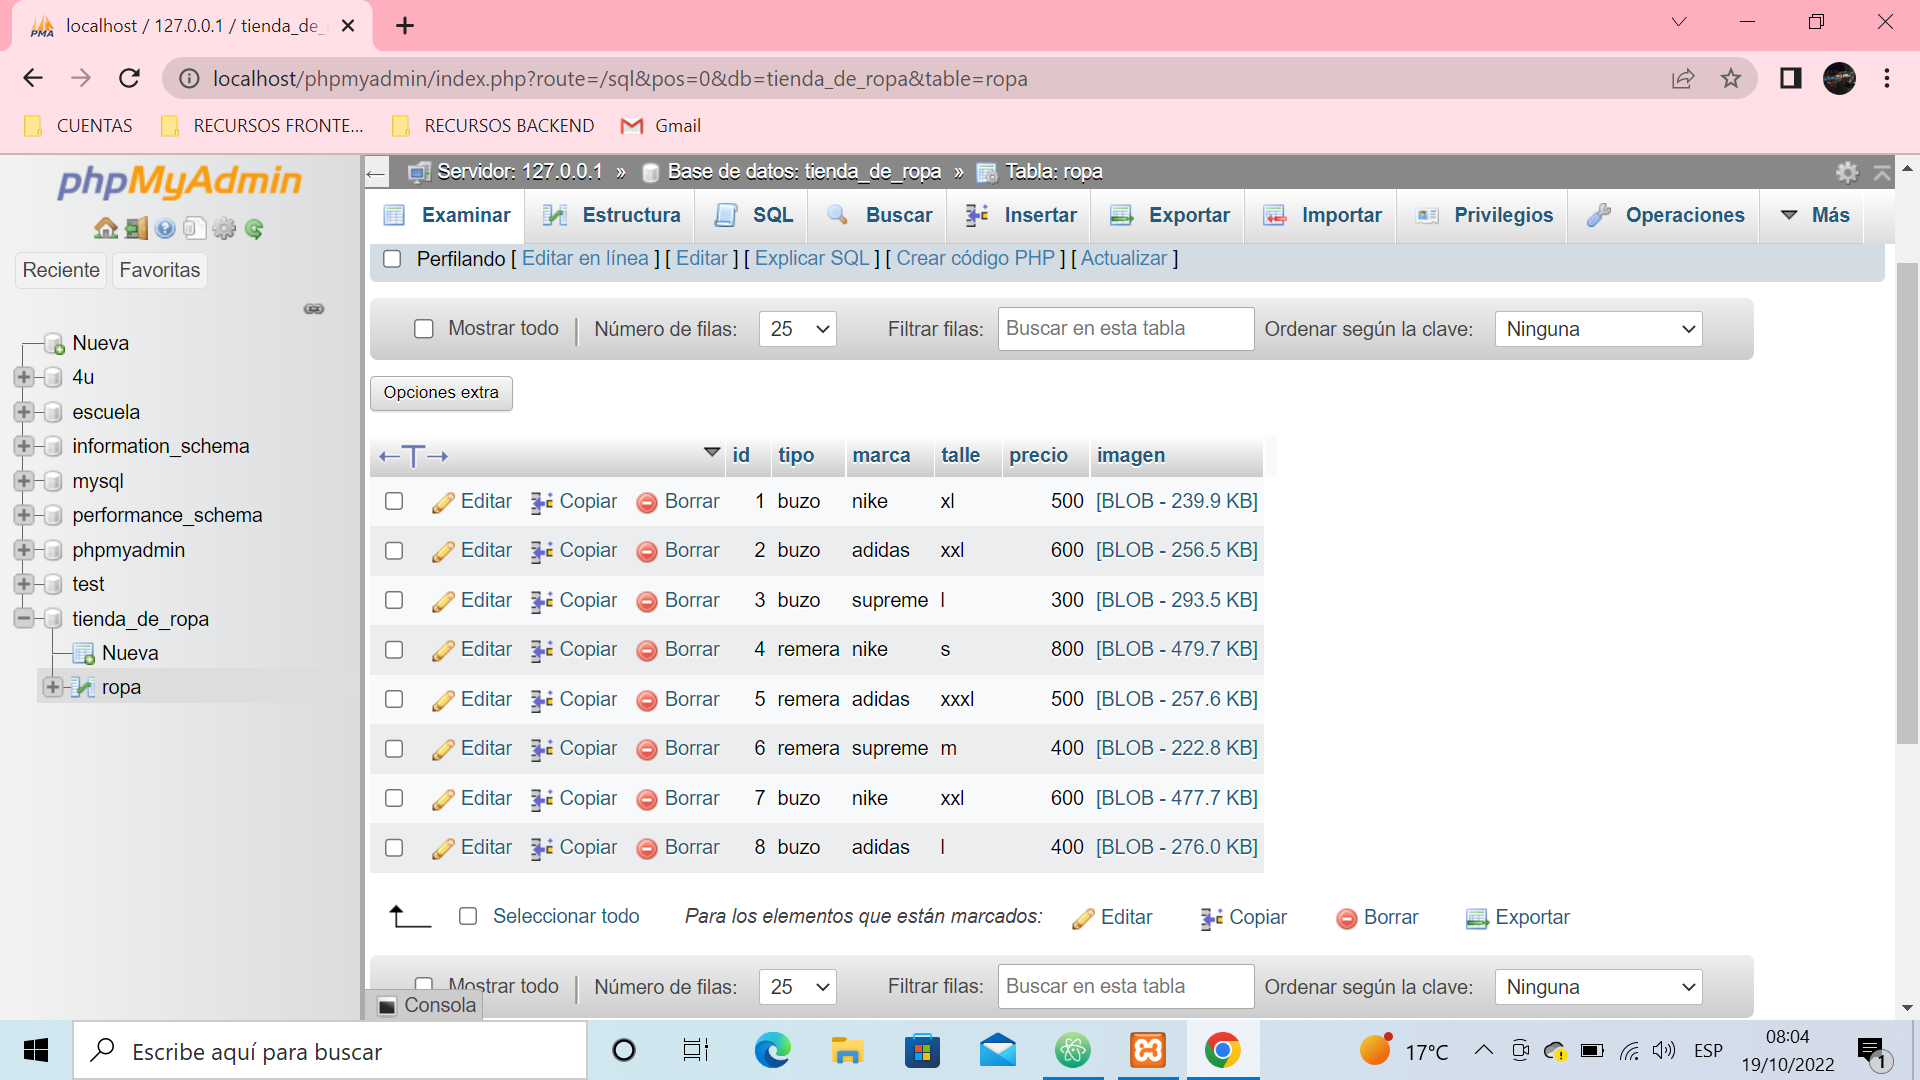 localhost / 127.0.0.1 / tienda_de_
localhost/phpmyadmin/index.php?route=/sql&pos=0&db=tienda_de_ropa&table=ropa
CUENTAS RECURSOS FRONTE... RECURSOS BACKEND Gmail
phpMyAdmin
Reciente Favoritas
Nueva
4u
escuela
information_schema
mysql
performance_schema
phpmyadmin
test
tienda_de_ropa
Nueva
ropa
Servidor: 127.0.0.1 » Base de datos: tienda_de_ropa » Tabla: ropa
Examinar Estructura SQL Buscar Insertar Exportar Importar Privilegios Operaciones Más
Perfilando [ Editar en línea ] [ Editar ] [ Explicar SQL ] [ Crear código PHP ] [ Actualizar ]
Mostrar todo Número de filas: 25 Filtrar filas: Buscar en esta tabla Ordenar según la clave: Ninguna
Opciones extra
←T→ id tipo marca talle precio imagen
Editar Copiar Borrar 1 buzo nike xl 500 [BLOB - 239.9 KB]
Editar Copiar Borrar 2 buzo adidas xxl 600 [BLOB - 256.5 KB]
Editar Copiar Borrar 3 buzo supreme l 300 [BLOB - 293.5 KB]
Editar Copiar Borrar 4 remera nike s 800 [BLOB - 479.7 KB]
Editar Copiar Borrar 5 remera adidas xxxl 500 [BLOB - 257.6 KB]
Editar Copiar Borrar 6 remera supreme m 400 [BLOB - 222.8 KB]
Editar Copiar Borrar 7 buzo nike xxl 600 [BLOB - 477.7 KB]
Editar Copiar Borrar 8 buzo adidas l 400 [BLOB - 276.0 KB]
Seleccionar todo Para los elementos que están marcados: Editar Copiar Borrar Exportar
Mostrar todo Número de filas: 25 Filtrar filas: Buscar en esta tabla Ordenar según la clave: Ninguna
Consola
Escribe aquí para buscar
17°C ESP
08:04
19/10/2022
1